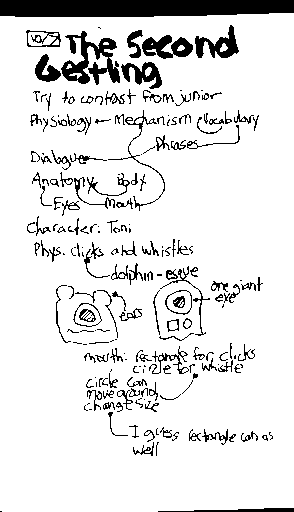 10/7 The Second
Gestling
Try to contast from junior
Physiology Mechanism Vocabulary
Phrases
Dialogue
Anatomy Body
Eyes Mouth
Character: Toni
Phys. clicks and whistles
dolphin-esque
one giant
eye
ears
mouth: rectangle for clicks
circle for whistle
circle can
move around,
change size
I guess rectangle can as
well